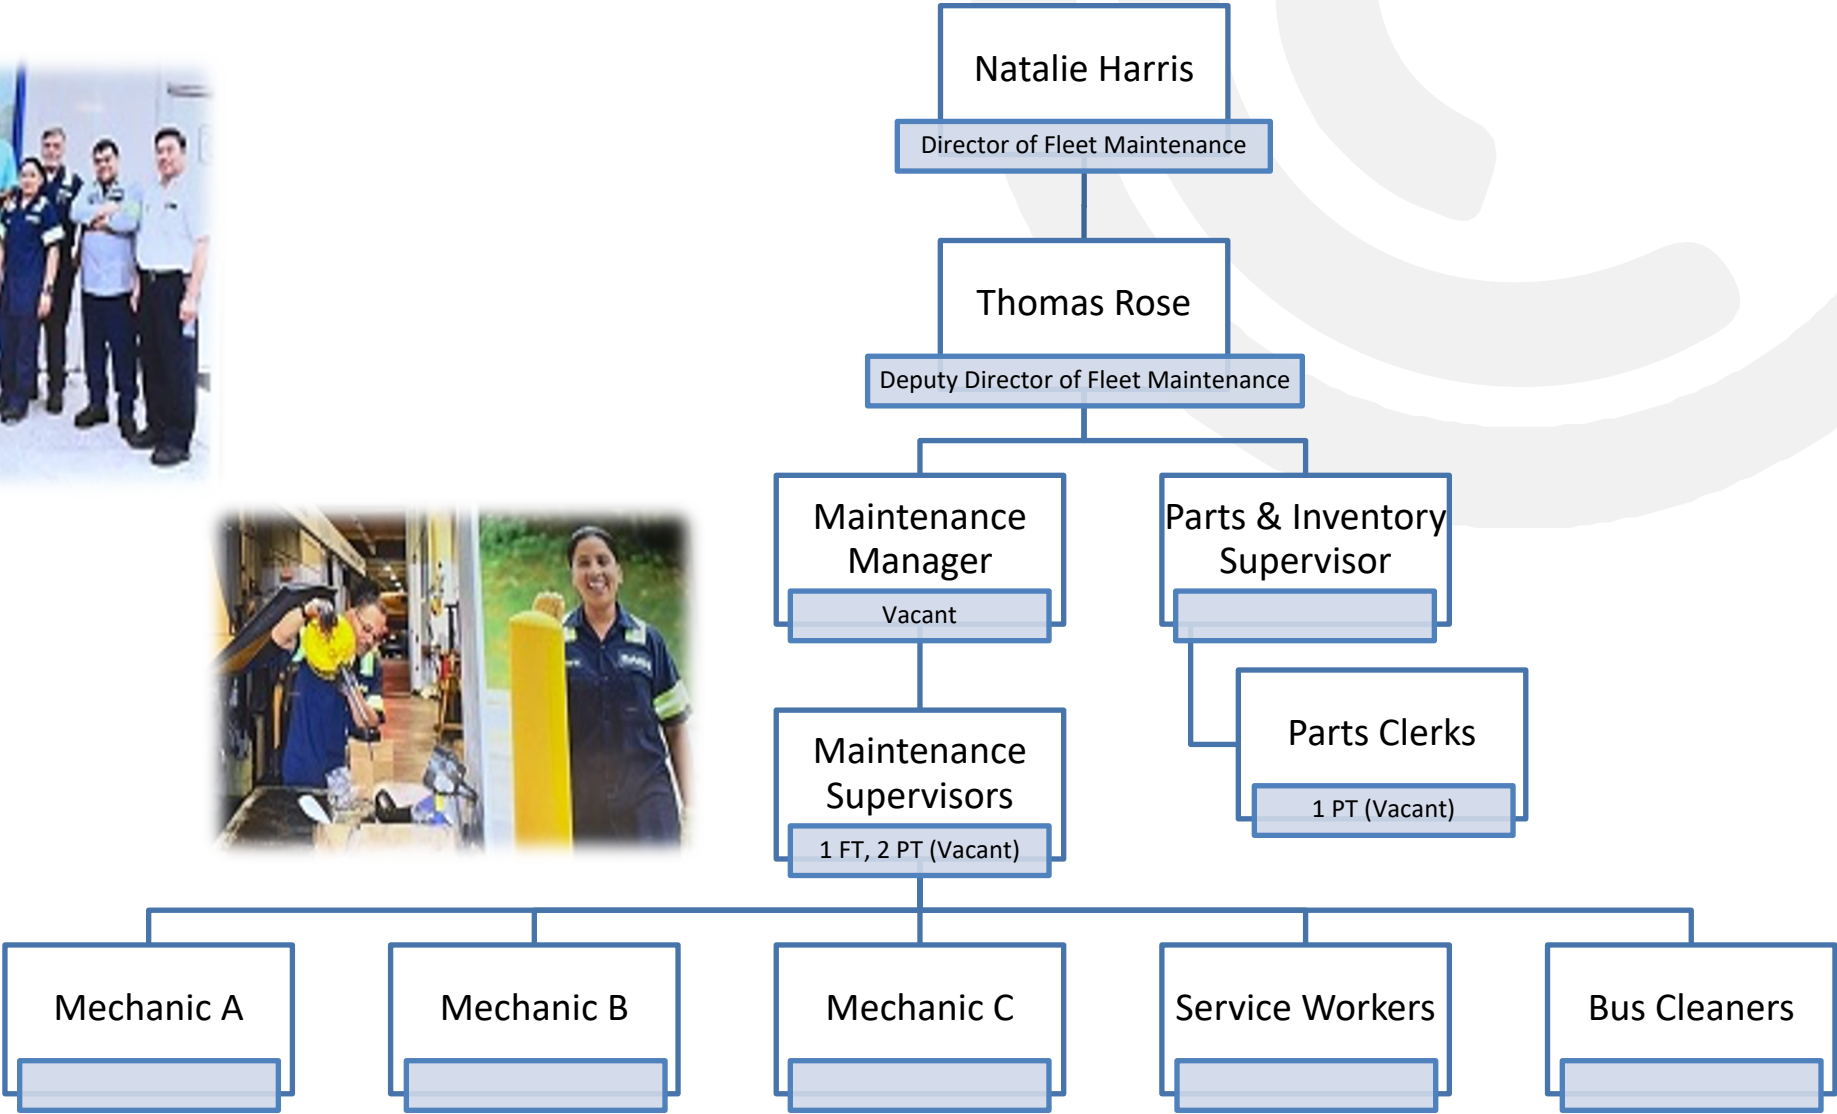 Natalie Harris
Director of Fleet Maintenance
Thomas Rose
Deputy Director of Fleet Maintenance
Maintenance
Manager
Vacant
Parts & Inventory
Supervisor
Maintenance
Supervisors
1 FT, 2 PT (Vacant)
Parts Clerks
1 PT (Vacant)
Mechanic A
Mechanic B
Mechanic C
Service Workers
Bus Cleaners